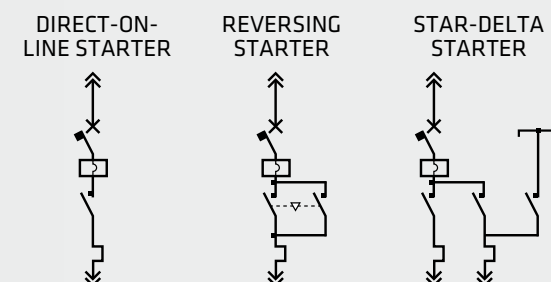 DIRECT-ON-
LINE STARTER
REVERSING
STARTER
STAR-DELTA
STARTER